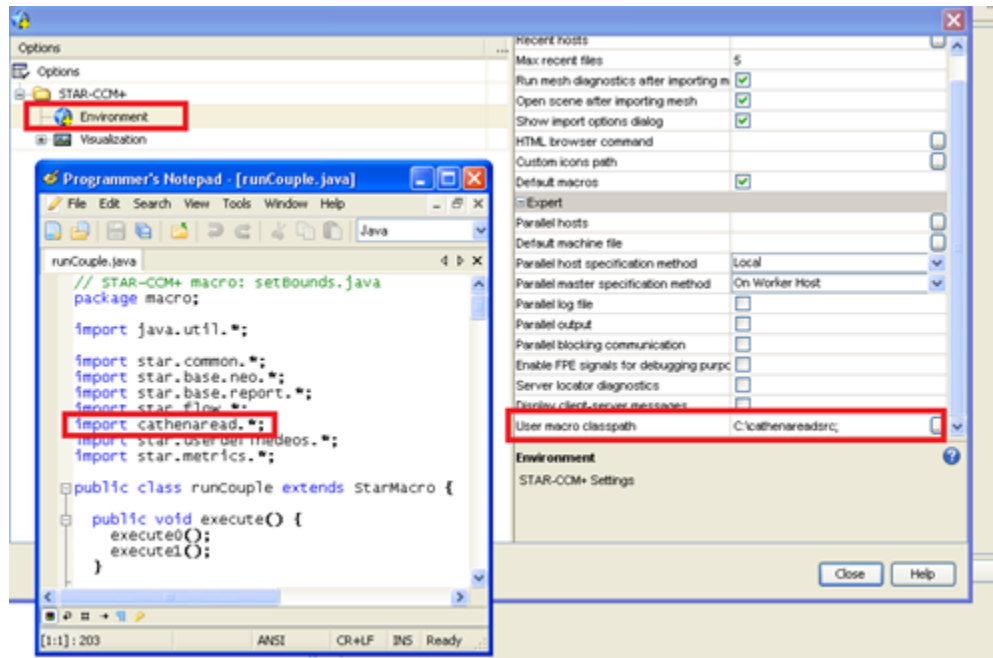 Options
...
Options
STAR-CCM+
Environment
Visualization
Recent hosts
Max recent files 5
Run mesh diagnostics after importing m
Open scene after importing mesh
Show import options dialog
HTML browser command
Custom icons path
Default macros
Expert
Parallel hosts
Default machine file
Parallel host specification method Local
Parallel master specification method On Worker Host
Parallel log file
Parallel output
Parallel blocking communication
Enable FPE signals for debugging purpc
Server locator diagnostics
Display client-server messages
User macro classpath C:\cathenareadsrc;
Environment
STAR-CCM+ Settings
Close Help
Programmer's Notepad - [runCouple.java]
File Edit Search View Tools Window Help
Java
runCouple.java
// STAR-CCM+ macro: setBounds.java
package macro;
import java.util.*;
import star.common.*;
import star.base.neo.*;
import star.base.report.*;
import star.flow.*;
import cathenaread.*;
import star.userdefinedeos.*;
import star.metrics.*;
public class runCouple extends StarMacro {
public void execute() {
execute0();
execute1();
}
[1:1] : 203 ANSI CR+LF INS Ready